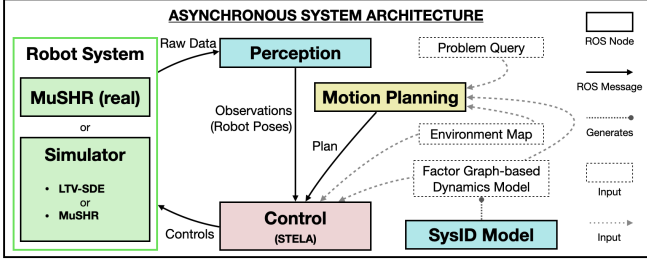 ASYNCHRONOUS SYSTEM ARCHITECTURE
Robot System
MuSHR (real)
or
Simulator
• LTV-SDE
or
• MuSHR
Raw Data
Perception
Observations
(Robot Poses)
Motion Planning
Plan
Controls
Control
(STELA)
Problem Query
Environment Map
Factor Graph-based
Dynamics Model
SysID Model
ROS Node
ROS Message
Generates
Input
Input